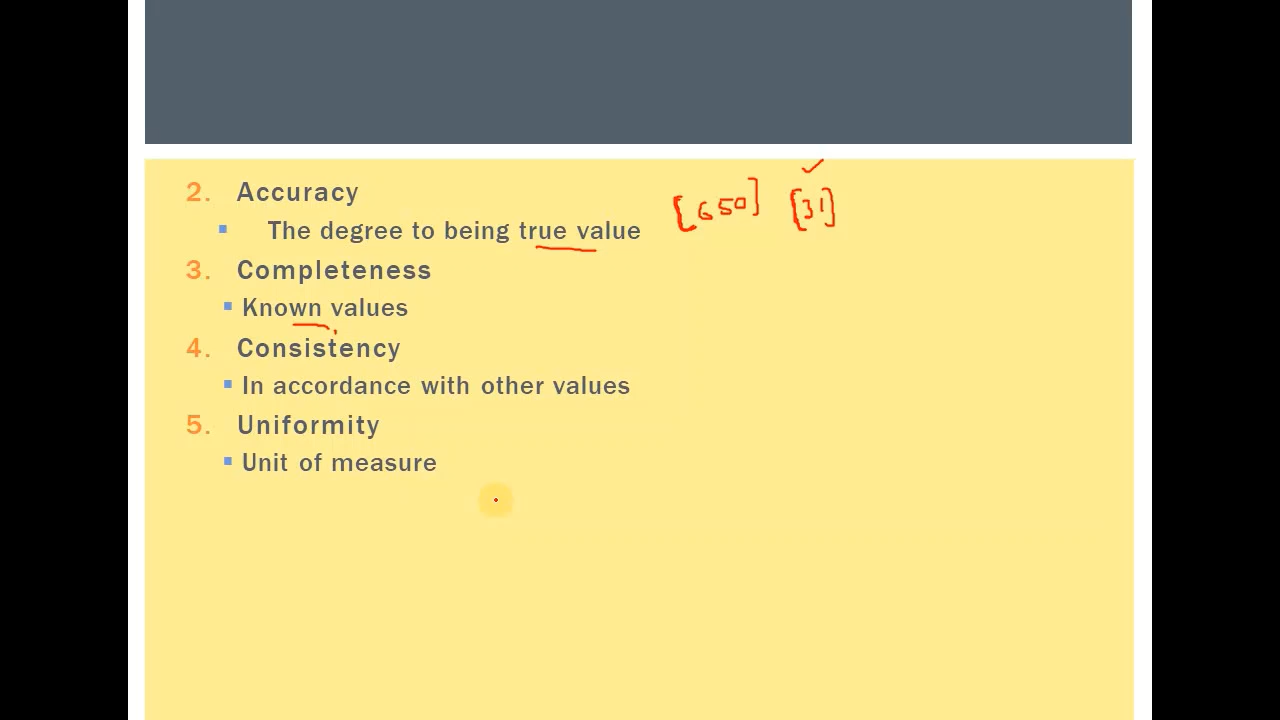 2. Accuracy
▪ The degree to being true value [650] [31] ✓
3. Completeness
▪ Known values
4. Consistency
▪ In accordance with other values
5. Uniformity
▪ Unit of measure